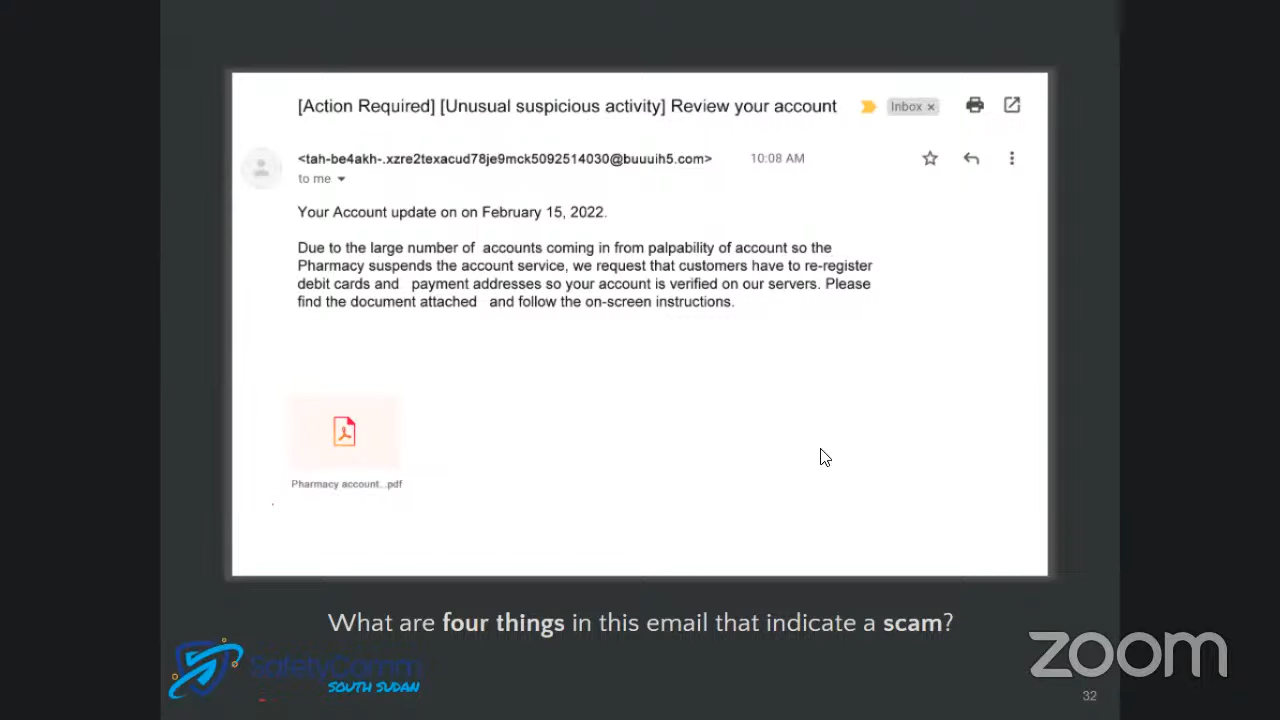 [Action Required] [Unusual suspicious activity] Review your account
Inbox ×
<tah-be4akh-.xzre2texacud78je9mck5092514030@buuuih5.com>
10:08 AM
to me
Your Account update on on February 15, 2022.
Due to the large number of accounts coming in from palpability of account so the
Pharmacy suspends the account service, we request that customers have to re-register
debit cards and payment addresses so your account is verified on our servers. Please
find the document attached and follow the on-screen instructions.
Pharmacy account...pdf
What are four things in this email that indicate a scam?
SOUTH SUDAN
zoom
32